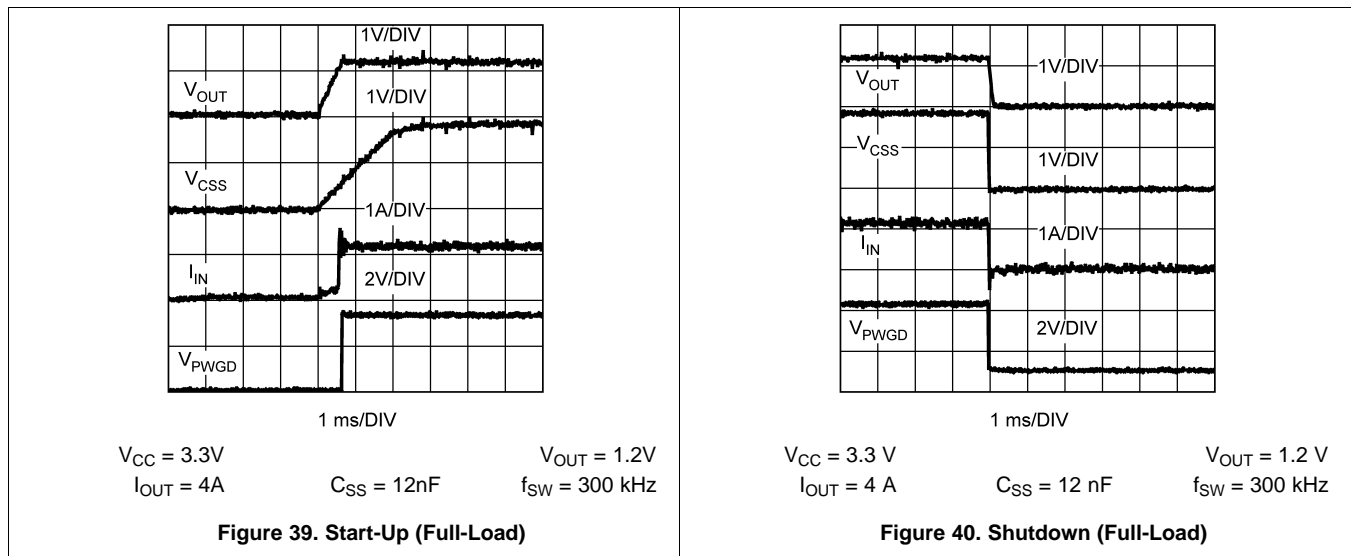 1V/DIV
V_OUT
1V/DIV
V_CSS
1A/DIV
I_IN
2V/DIV
V_PWGD
1 ms/DIV
V_CC = 3.3V V_OUT = 1.2V
I_OUT = 4A C_SS = 12nF f_SW = 300 kHz
Figure 39. Start-Up (Full-Load)
1V/DIV
V_OUT
V_CSS
1V/DIV
1A/DIV
I_IN
V_PWGD
2V/DIV
1 ms/DIV
V_CC = 3.3 V V_OUT = 1.2 V
I_OUT = 4 A C_SS = 12 nF f_SW = 300 kHz
Figure 40. Shutdown (Full-Load)